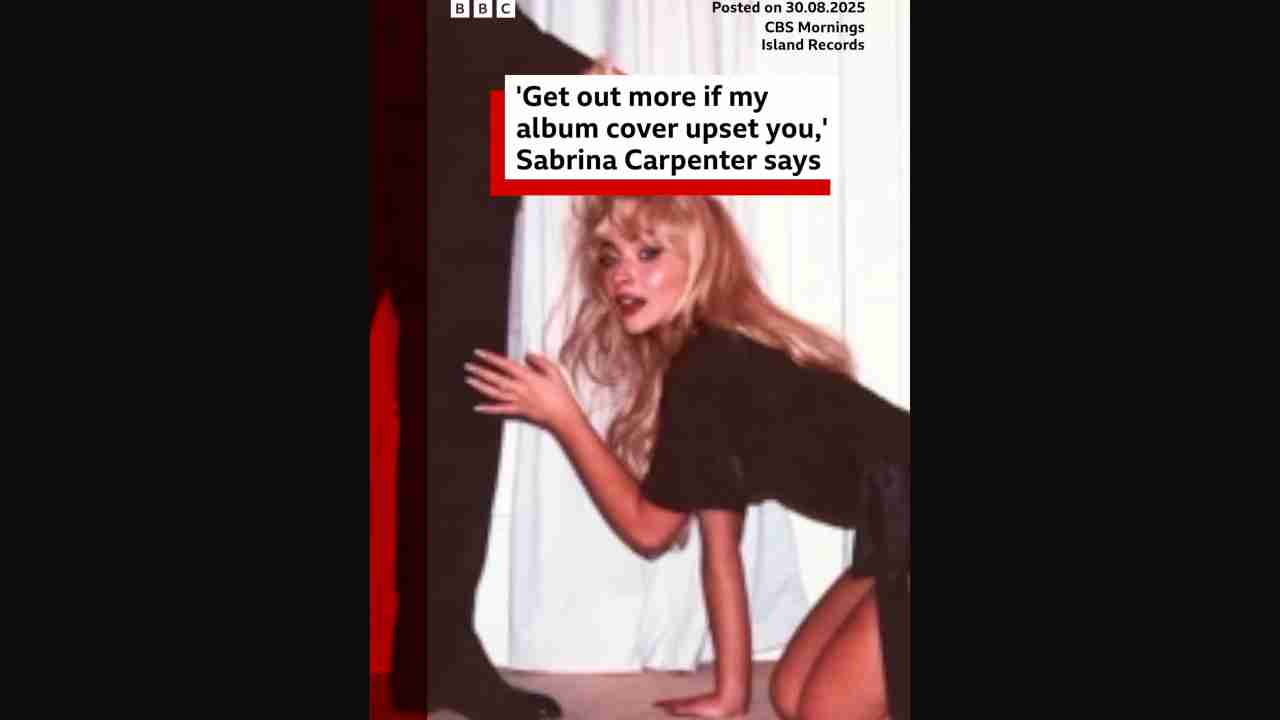 BBC
Posted on 30.08.2025
CBS Mornings
Island Records
'Get out more if my
album cover upset you,'
Sabrina Carpenter says